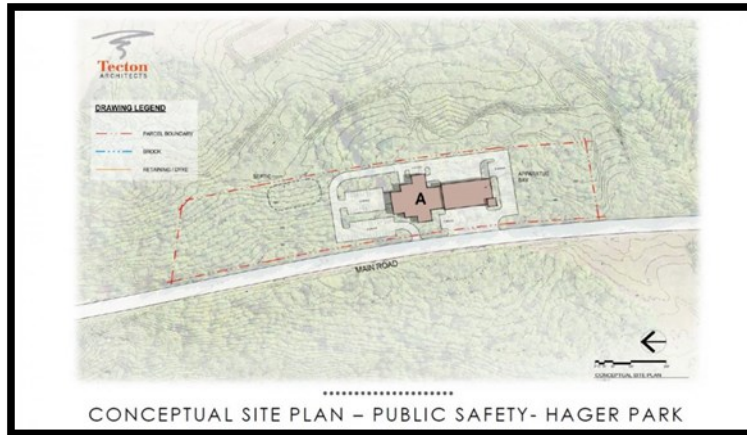 Tecton
ARCHITECTS
DRAWING LEGEND
PARCEL BOUNDARY
BROOK
RETAINING / DITKE
SEPTIC
APPARATUS
BAY
A
MAIN ROAD
CONCEPTUAL SITE PLAN
CONCEPTUAL SITE PLAN – PUBLIC SAFETY- HAGER PARK